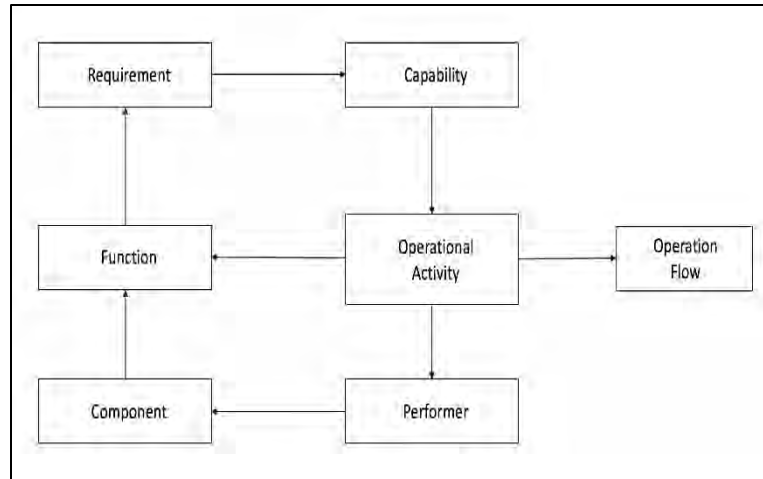 Requirement
Capability
Function
Operational
Activity
Operation
Flow
Component
Performer